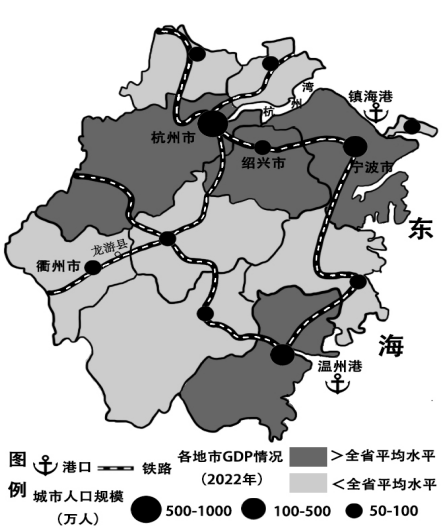 湾
州
杭
镇海港
杭州市
绍兴市
宁波市
东
龙游县
衢州市
海
温州港
图
例
港口
铁路
各地市GDP情况
(2022年)
>全省平均水平
<全省平均水平
城市人口规模
(万人)
500-1000
100-500
50-100